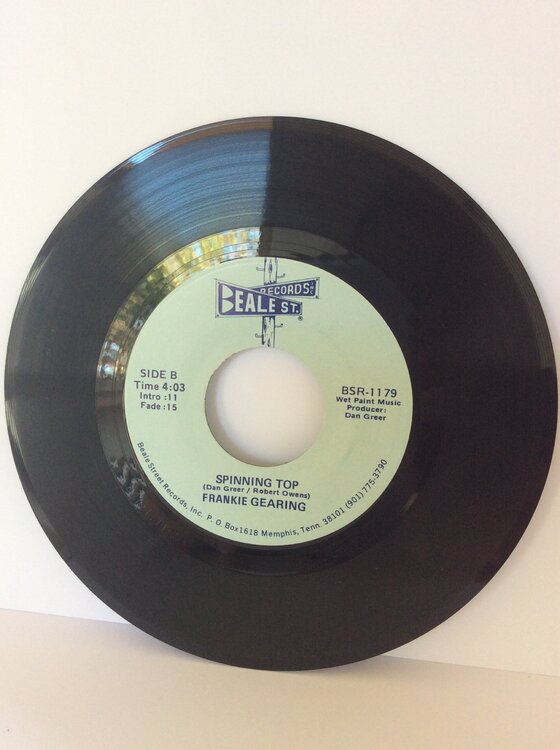 RECORDS INC
BEALE ST.®
SIDE B
Time 4:03
Intro :11
Fade :15
BSR-1179
Wet Paint Music
Producer:
Dan Greer
SPINNING TOP
(Dan Greer / Robert Owens)
FRANKIE GEARING
Beale Street Records, Inc. P. O. Box1618 Memphis, Tenn. 38101 (901) 775-3790